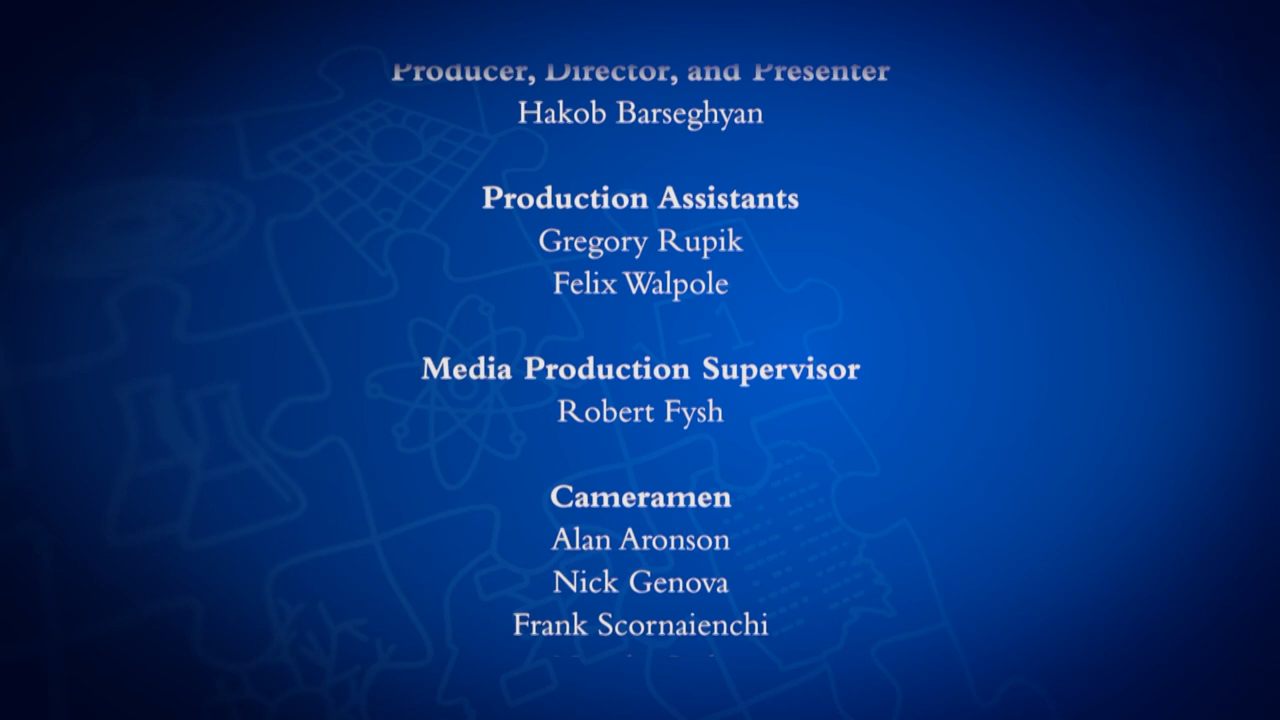 Producer, Director, and Presenter
Hakob Barseghyan
Production Assistants
Gregory Rupik
Felix Walpole
Media Production Supervisor
Robert Fysh
Cameramen
Alan Aronson
Nick Genova
Frank Scornaienchi
√-1